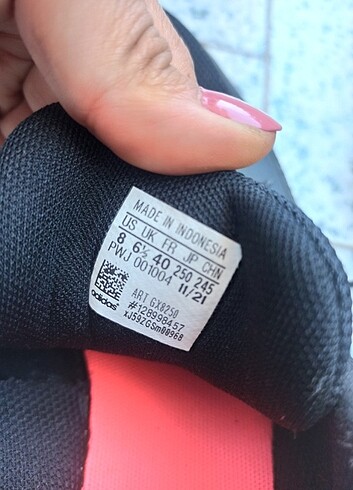 MADE IN INDONESIA
US UK FR JP CHN
8 6½ 40 250 245
PWJ 001004 11/21
ART GX8250
#128998457
xJ59ZGSm00968
adidas